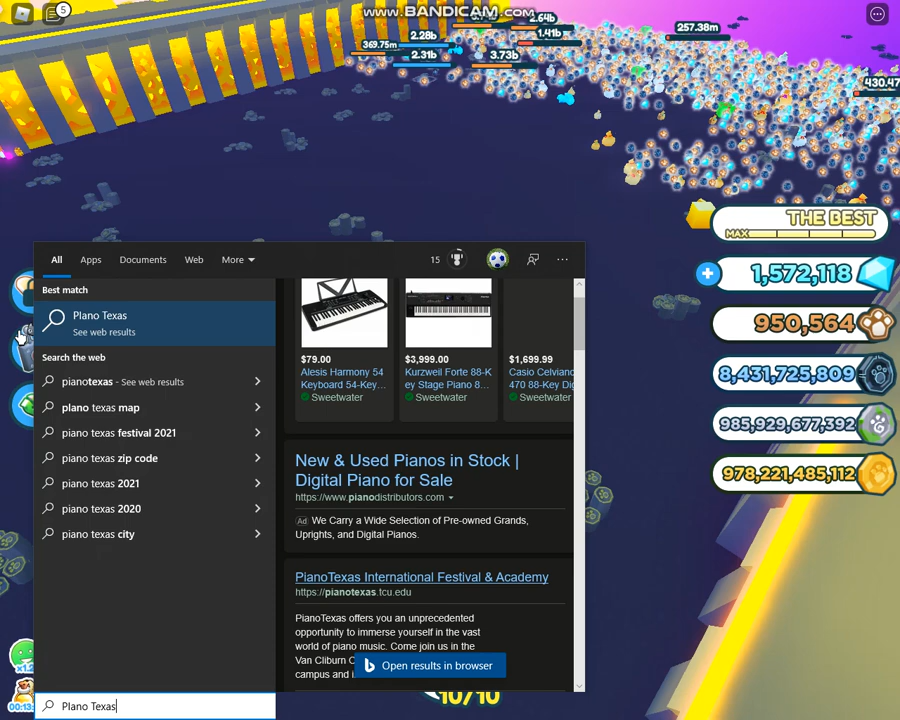 5
www.BANDICAM.com
2.64b
2.28b
1.41b
257.38m
369.75m
2.31b
3.73b
430.47
THE BEST
MAX
1,572,118
950,564
8,431,725,809
985,929,677,392
978,221,485,112
All
Apps
Documents
Web
More
15
Best match
PIano Texas
See web results
Search the web
pianotexas - See web results
plano texas map
piano texas festival 2021
piano texas zip code
piano texas 2021
piano texas 2020
piano texas city
$79.00
Alesis Harmony 54
Keyboard 54-Key...
Sweetwater
$3,999.00
Kurzweil Forte 88-K
ey Stage Piano 8...
Sweetwater
$1,699.99
Casio Celviano
470 88-Key Di
Sweetwater
New & Used Pianos in Stock |
Digital Piano for Sale
https://www.pianodistributors.com
Ad We Carry a Wide Selection of Pre-owned Grands,
Uprights, and Digital Pianos.
PianoTexas International Festival & Academy
https://pianotexas.tcu.edu
PianoTexas offers you an unprecedented
opportunity to immerse yourself in the vast
world of piano music. Come join us in the
Van Cliburn C
campus and i
Open results in browser
PIano Texas
10/10